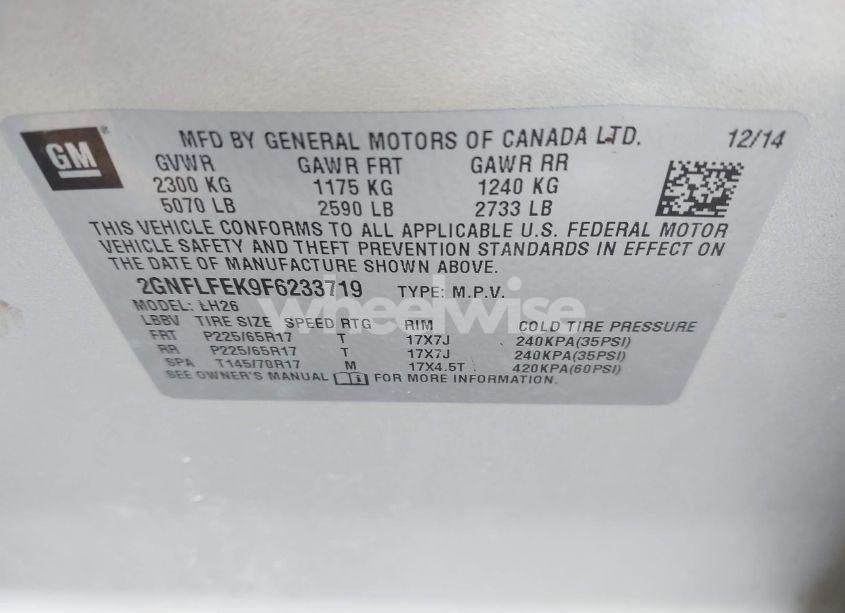 GM
MFD BY GENERAL MOTORS OF CANADA LTD. 12/14
GVWR GAWR FRT GAWR RR
2300 KG 1175 KG 1240 KG
5070 LB 2590 LB 2733 LB
THIS VEHICLE CONFORMS TO ALL APPLICABLE U.S. FEDERAL MOTOR
VEHICLE SAFETY AND THEFT PREVENTION STANDARDS IN EFFECT ON
THE DATE OF MANUFACTURE SHOWN ABOVE.
2GNFLFEK9F6233719 TYPE: M.P.V.
MODEL: LH26
wheelwise
LBBV TIRE SIZE SPEED RTG RIM COLD TIRE PRESSURE
FRT P225/65R17 T 17X7J 240KPA(35PSI)
RR P225/65R17 T 17X7J 240KPA(35PSI)
SPA T145/70R17 M 17X4.5T 420KPA(60PSI)
SEE OWNER'S MANUAL FOR MORE INFORMATION.